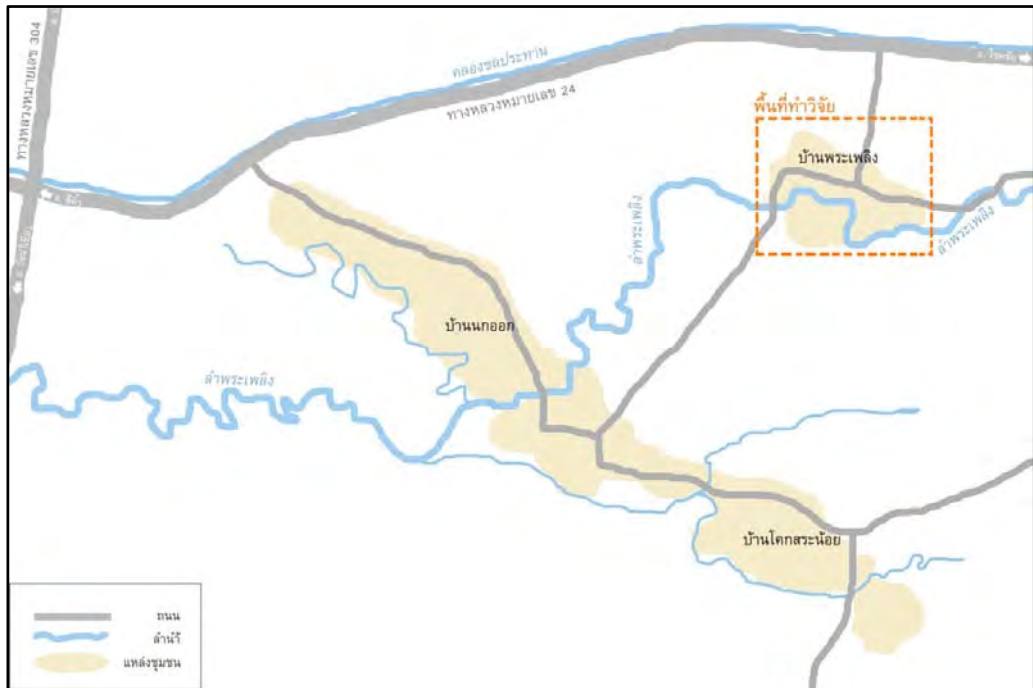 ทางหลวงหมายเลข 304
คลองชลประทาน
ทางหลวงหมายเลข 24
อ. โชคชัย
พื้นที่ทำวิจัย
บ้านพระเพลิง
ลำพระเพลิง
ลำพระเพลิง
บ้านนกออก
ลำพระเพลิง
บ้านโคกสระน้อย
ถนน
ลำน้ำ
แหล่งชุมชน